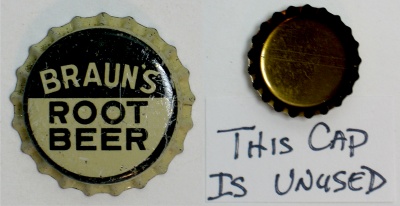 BRAUN'S
ROOT
BEER
THIS CAP
IS UNUSED